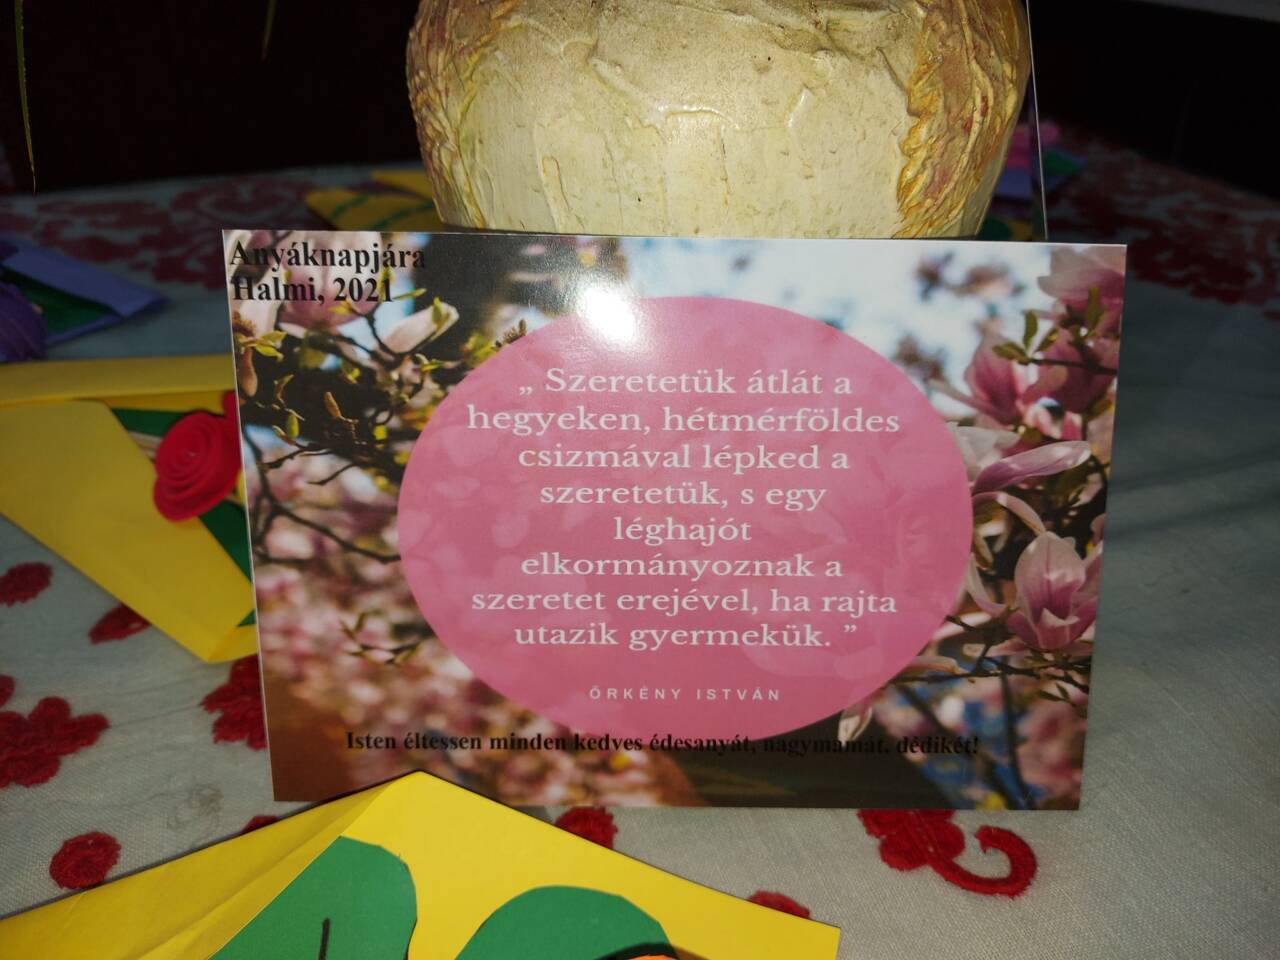 Anyáknapjára
Halmi, 2021
„ Szeretetük átlát a
hegyeken, hétmérföldes
csizmával lépked a
szeretetük, s egy
léghajót
elkormányoznak a
szeretet erejével, ha rajta
utazik gyermekük. ”
ÖRKÉNY ISTVÁN
Isten éltessen minden kedves édesanyát, nagymamát, dédikét!